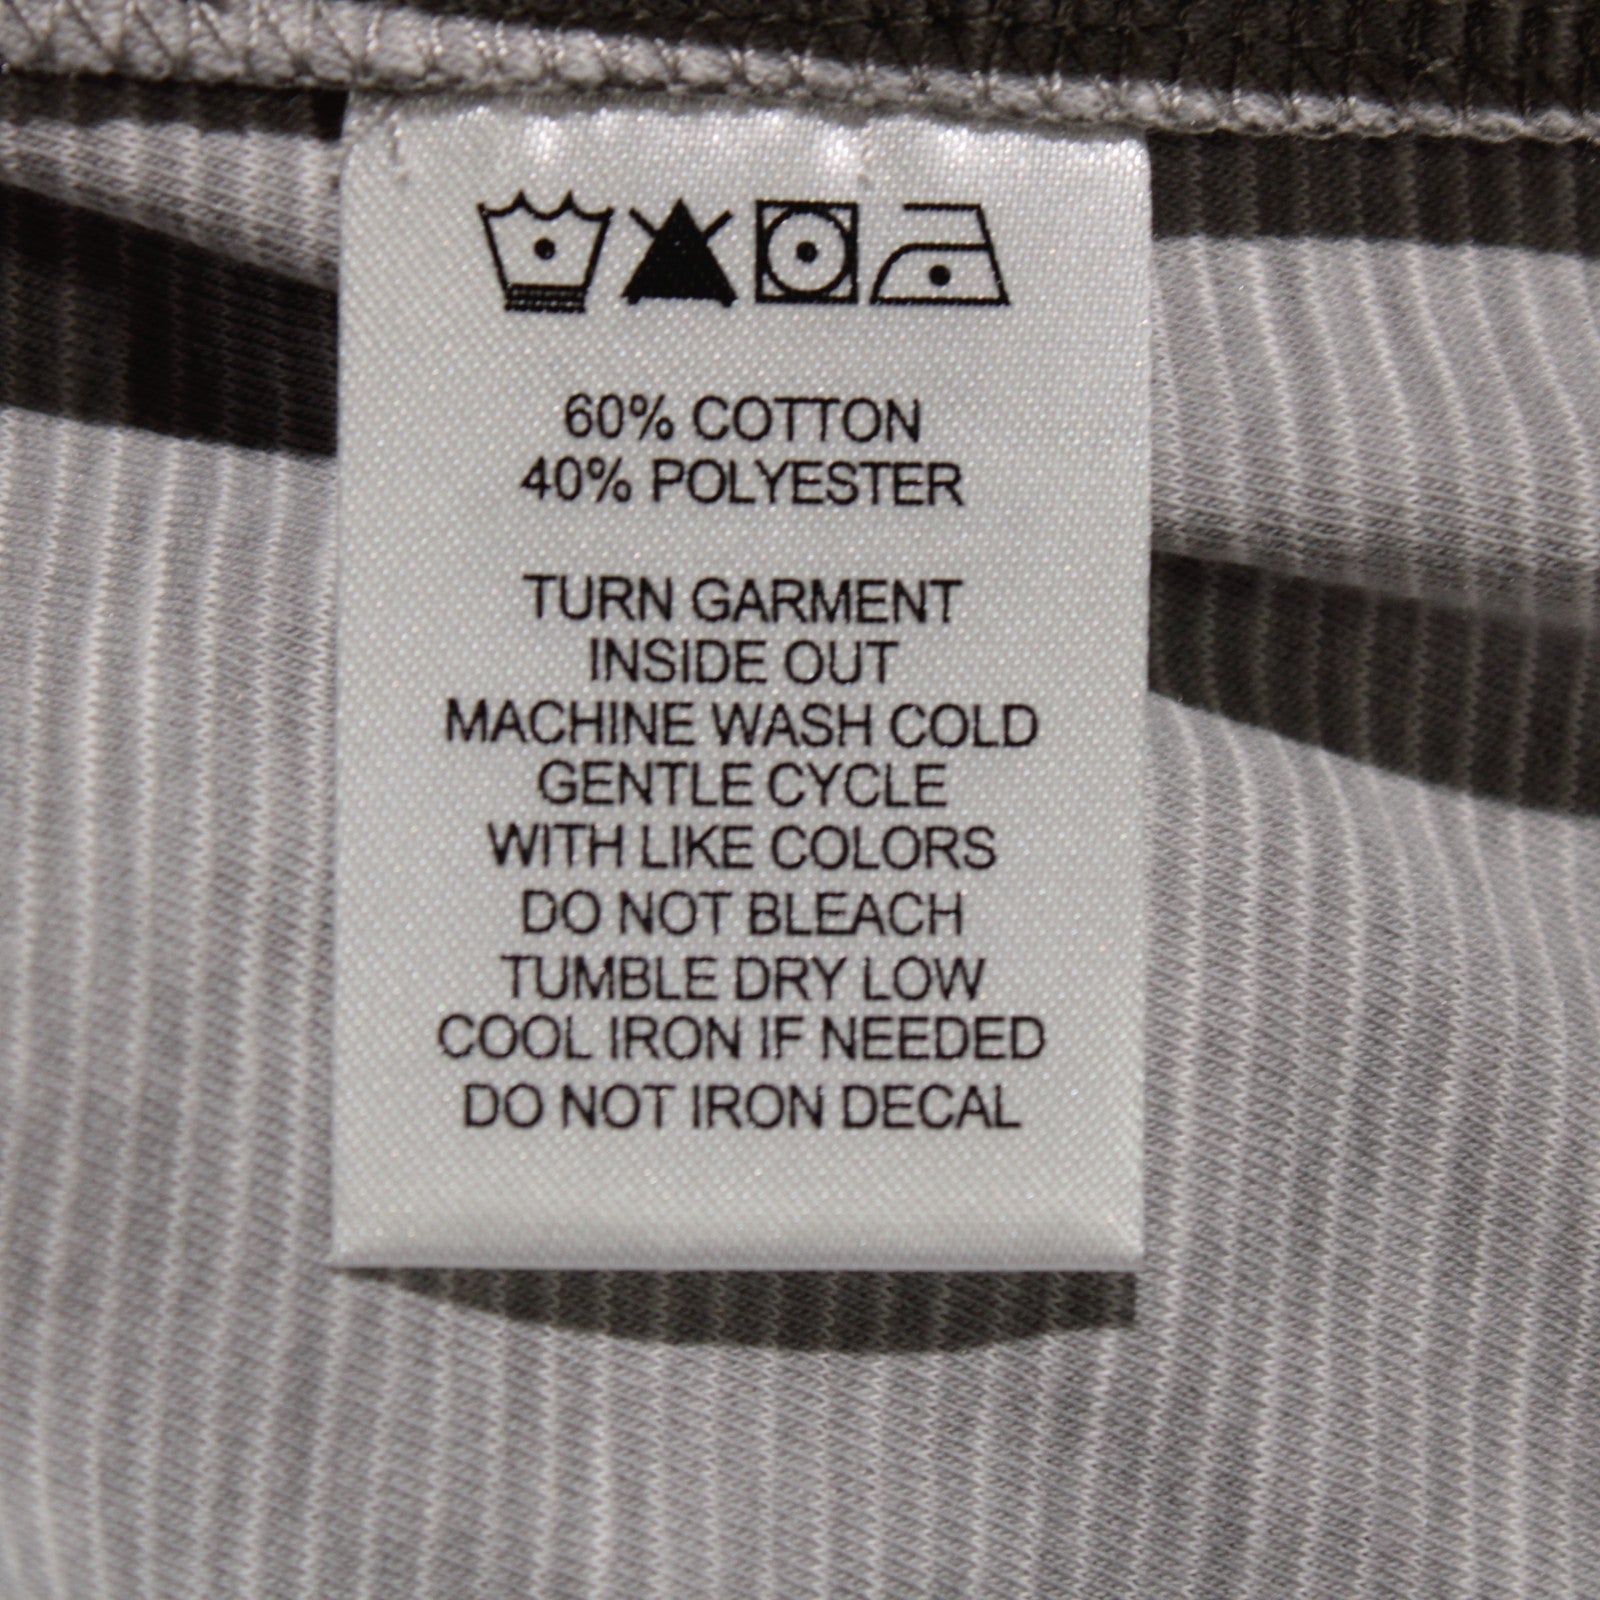 60% COTTON
40% POLYESTER
TURN GARMENT
INSIDE OUT
MACHINE WASH COLD
GENTLE CYCLE
WITH LIKE COLORS
DO NOT BLEACH
TUMBLE DRY LOW
COOL IRON IF NEEDED
DO NOT IRON DECAL